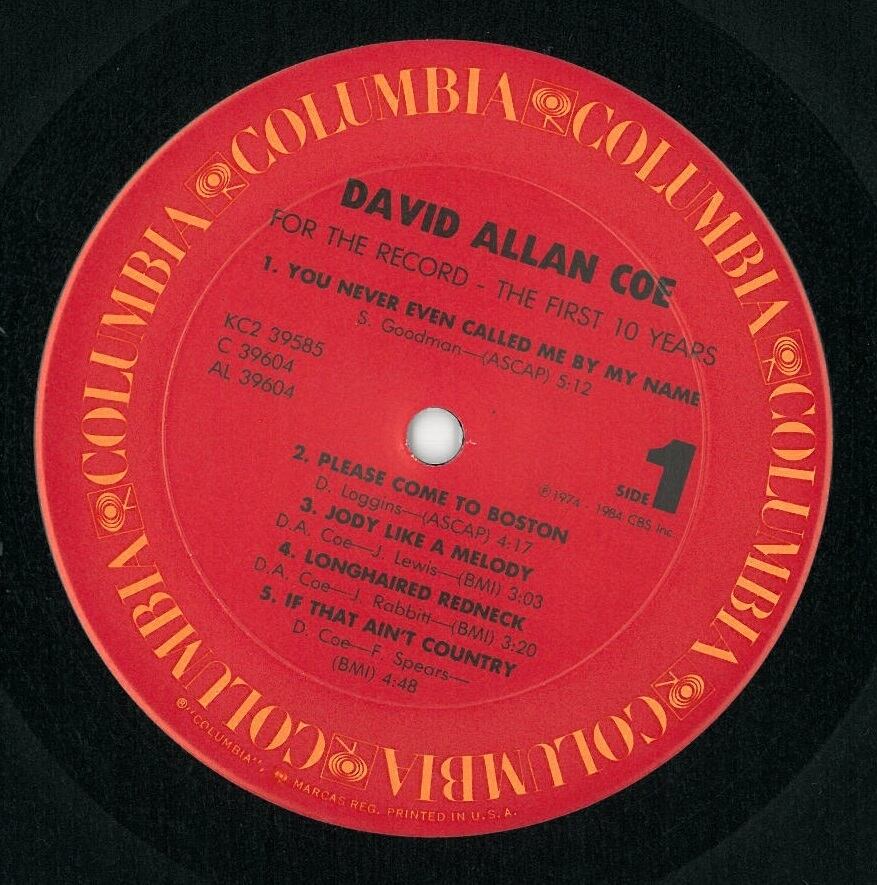 DAVID ALLAN COE
FOR THE RECORD - THE FIRST 10 YEARS
1. YOU NEVER EVEN CALLED ME BY MY NAME
S. Goodman—(ASCAP) 5:12
KC2 39585
C 39604
AL 39604
SIDE 1
℗1974 - 1984 CBS Inc.
2. PLEASE COME TO BOSTON
D. Loggins—(ASCAP) 4:17
3. JODY LIKE A MELODY
D.A. Coe—J. Lewis—(BMI) 3:03
4. LONGHAIRED REDNECK
D.A. Coe—J. Rabbitt—(BMI) 3:20
5. IF THAT AIN'T COUNTRY
D. Coe—F. Spears—
(BMI) 4:48
COLUMBIA COLUMBIA COLUMBIA COLUMBIA COLUMBIA COLUMBIA
®"COLUMBIA", MARCAS REG. PRINTED IN U.S.A.